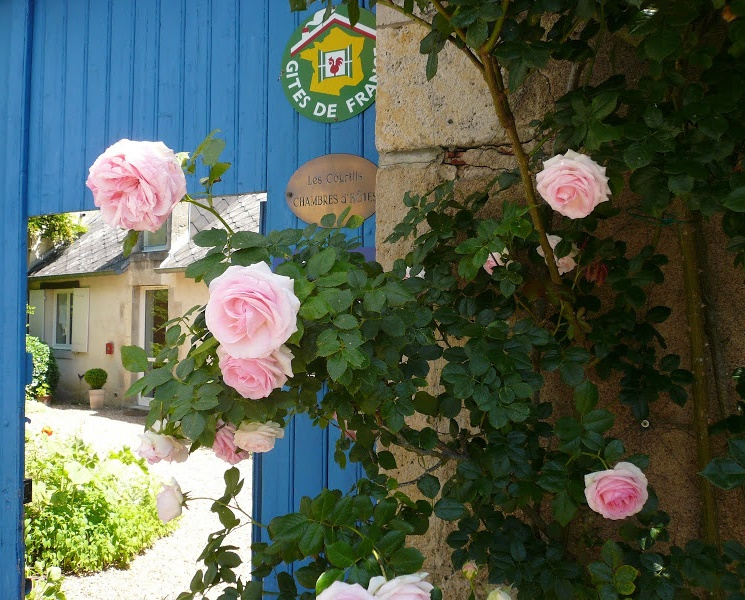 GITES DE FRAN
Les Courtils
CHAMBRES d'HÔTES